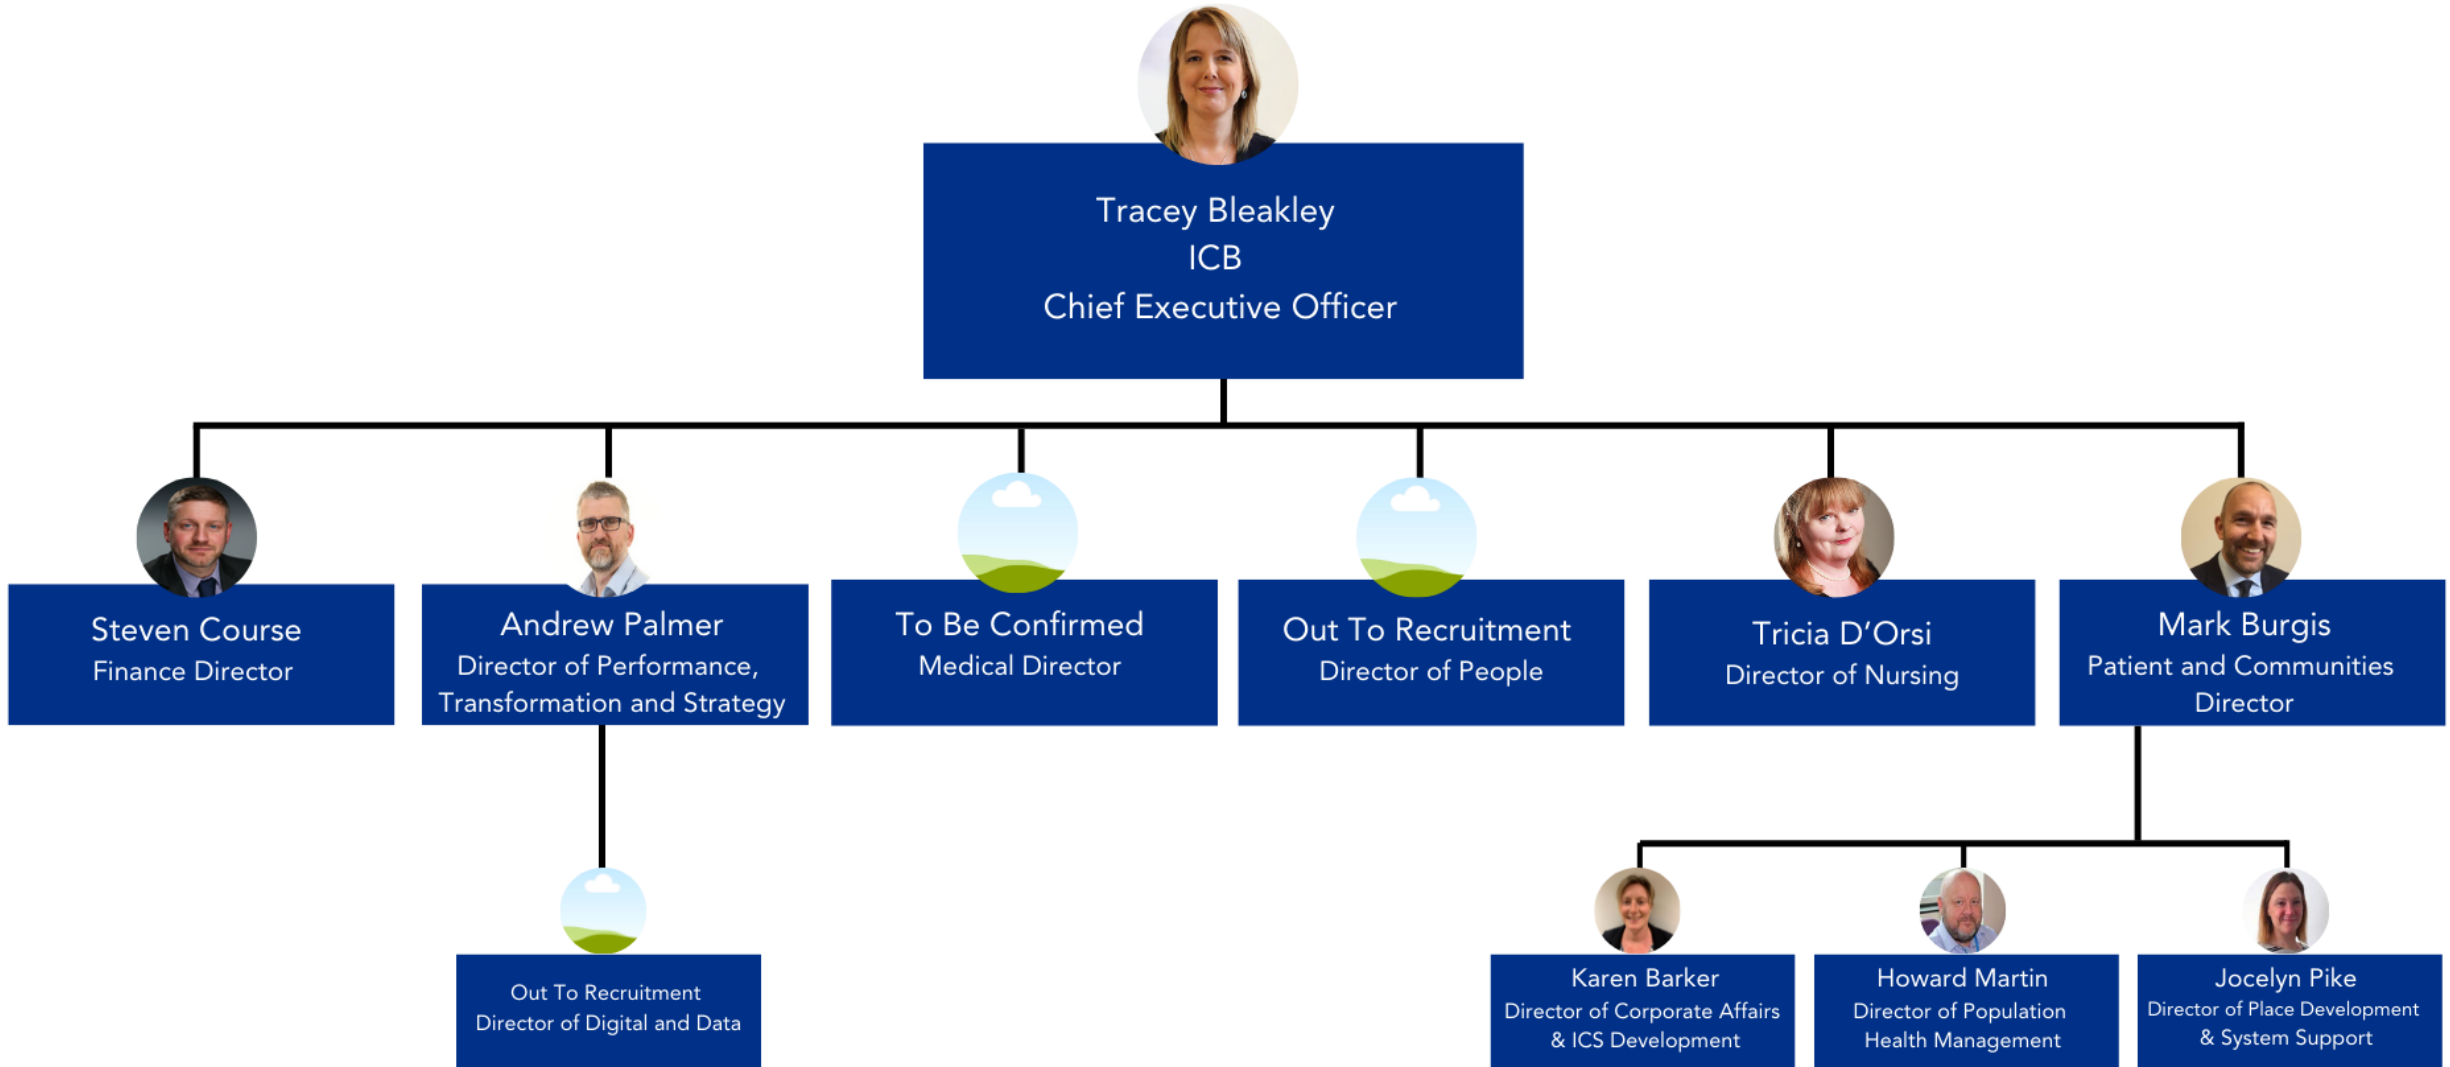 Tracey Bleakley
ICB
Chief Executive Officer
Steven Course
Finance Director
Andrew Palmer
Director of Performance,
Transformation and Strategy
To Be Confirmed
Medical Director
Out To Recruitment
Director of People
Tricia D’Orsi
Director of Nursing
Mark Burgis
Patient and Communities
Director
Out To Recruitment
Director of Digital and Data
Karen Barker
Director of Corporate Affairs
& ICS Development
Howard Martin
Director of Population
Health Management
Jocelyn Pike
Director of Place Development
& System Support